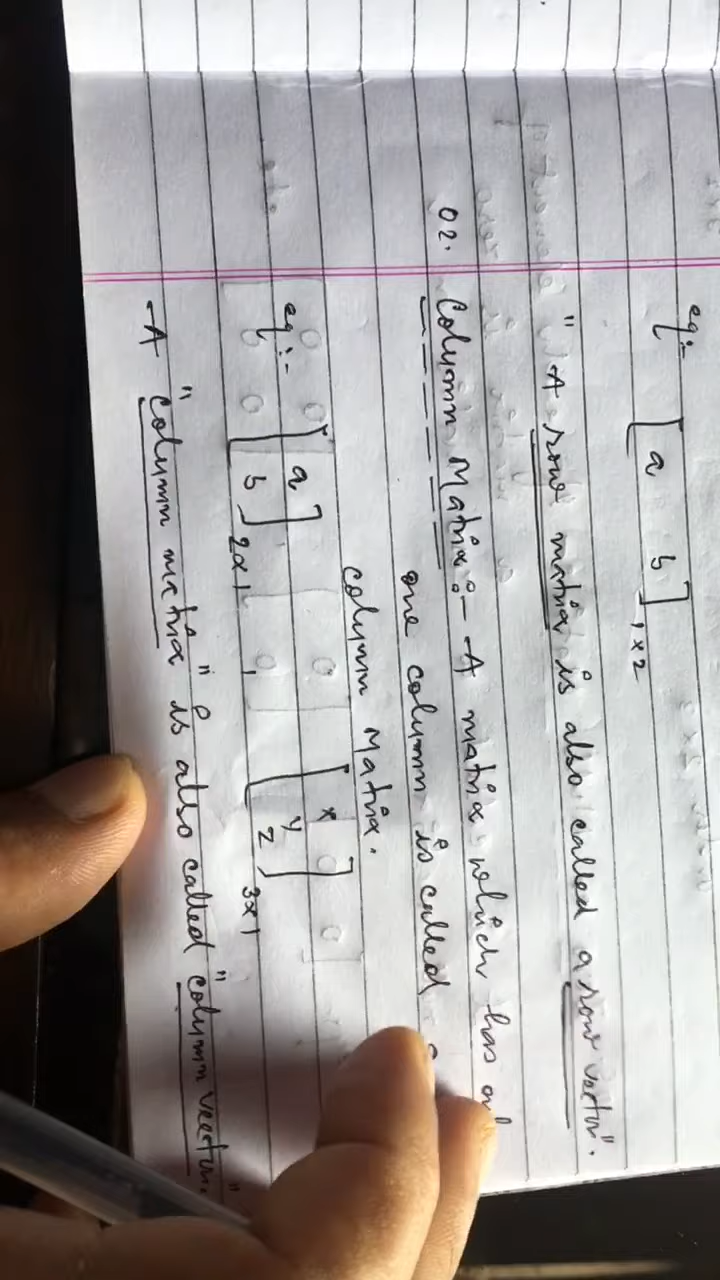 eg:- [a b] 1×2
"A row" matrix is also called a row vector".
02. Column Matrix:- A matrix which has
one column is called
column Matrix.
eg:- [a
b] 2×1 , [x
y
z] 3×1
-A "column matrix" is also called "column vector."